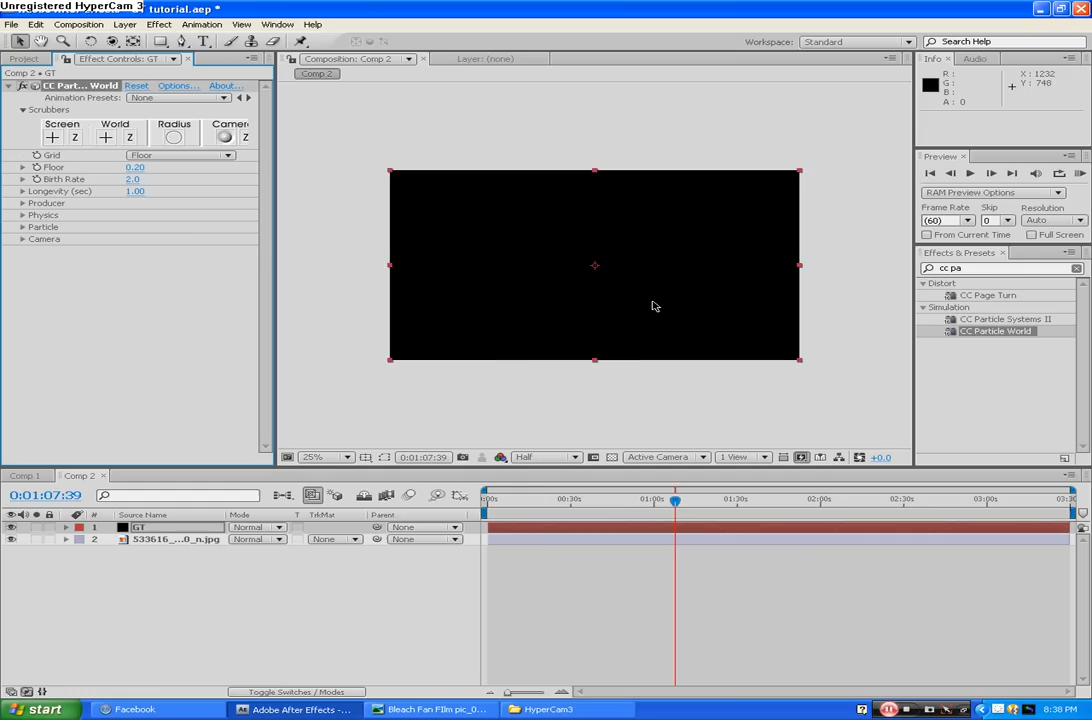 Unregistered HyperCam 3
tutorial.aep *
File Edit Composition Layer Effect Animation View Window Help
Workspace: Standard
Search Help
Project Effect Controls: GT
Comp 2 • GT
CC Part... World Reset Options... About...
Animation Presets: None
Scrubbers
Screen World Radius Camer
Z Z Z
Grid Floor
Floor 0.20
Birth Rate 2.0
Longevity (sec) 1.00
Producer
Physics
Particle
Camera
Composition: Comp 2 Layer: (none)
Comp 2
25% 0:01:07:39 Half Active Camera 1 View +0.0
Info Audio
R :
G :
B :
A : 0
X : 1232
Y : 748
Preview
RAM Preview Options
Frame Rate Skip Resolution
(60) 0 Auto
From Current Time Full Screen
Effects & Presets
cc pa
Distort
CC Page Turn
Simulation
CC Particle Systems II
CC Particle World
Comp 1 Comp 2
0:01:07:39
:00s 00:30s 01:00s 01:30s 02:00s 02:30s 03:00s 03:30
# Source Name Mode T TrkMat Parent
1 GT Normal None
2 533616_...0_n.jpg Normal None None
Toggle Switches / Modes
start Facebook Adobe After Effects - ... Bleach Fan FIlm pic_0... HyperCam3 8:38 PM